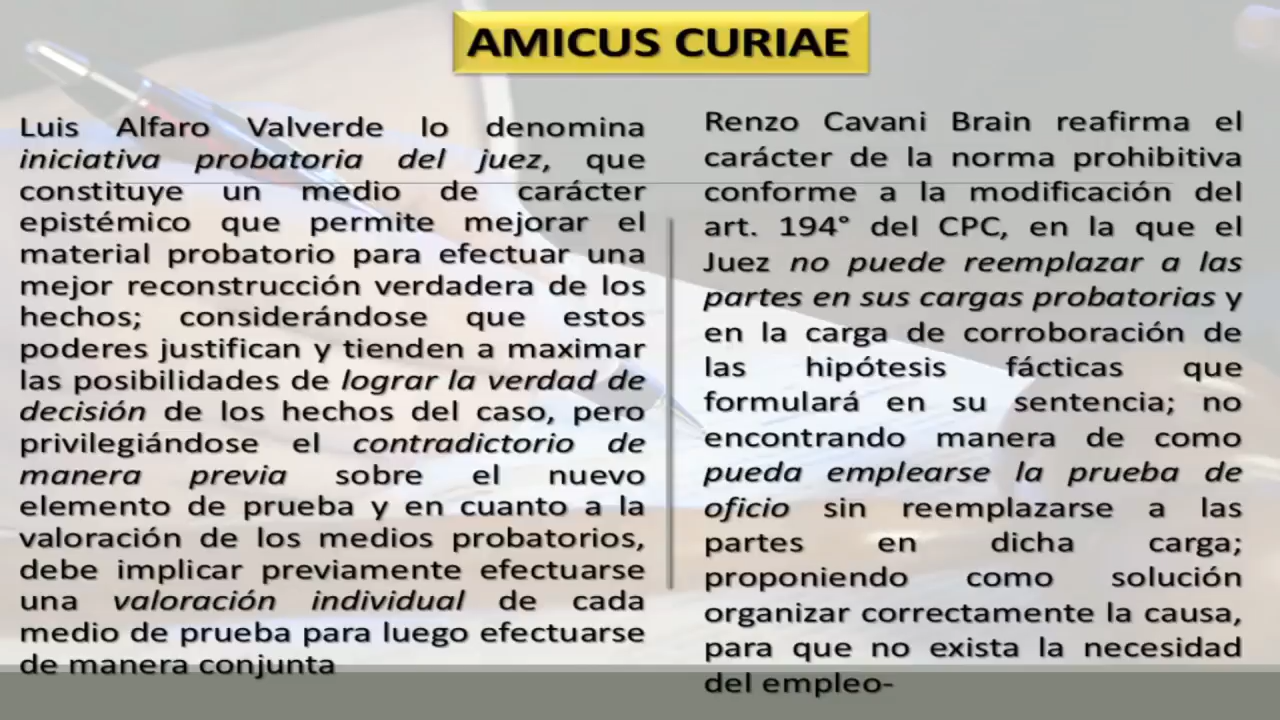 AMICUS CURIAE
Luis Alfaro Valverde lo denomina
iniciativa probatoria del juez, que
constituye un medio de carácter
epistémico que permite mejorar el
material probatorio para efectuar una
mejor reconstrucción verdadera de los
hechos; considerándose que estos
poderes justifican y tienden a maximar
las posibilidades de lograr la verdad de
decisión de los hechos del caso, pero
privilegiándose el contradictorio de
manera previa sobre el nuevo
elemento de prueba y en cuanto a la
valoración de los medios probatorios,
debe implicar previamente efectuarse
una valoración individual de cada
medio de prueba para luego efectuarse
de manera conjunta
Renzo Cavani Brain reafirma el
carácter de la norma prohibitiva
conforme a la modificación del
art. 194° del CPC, en la que el
Juez no puede reemplazar a las
partes en sus cargas probatorias y
en la carga de corroboración de
las hipótesis fácticas que
formulará en su sentencia; no
encontrando manera de como
pueda emplearse la prueba de
oficio sin reemplazarse a las
partes en dicha carga;
proponiendo como solución
organizar correctamente la causa,
para que no exista la necesidad
del empleo-